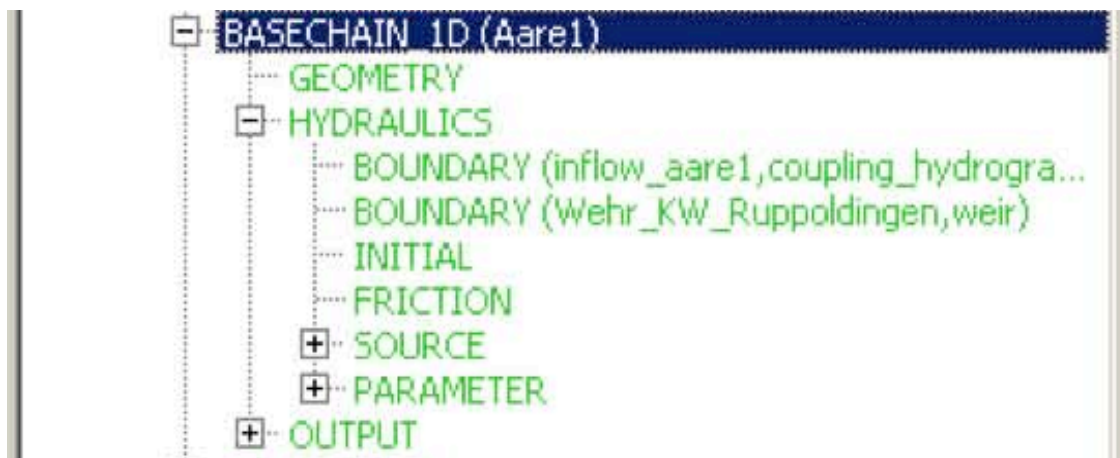 BASECHAIN_1D (Aare1)
GEOMETRY
HYDRAULICS
BOUNDARY (inflow_aare1,coupling_hydrogra...
BOUNDARY (Wehr_KW_Ruppoldingen,weir)
INITIAL
FRICTION
SOURCE
PARAMETER
OUTPUT